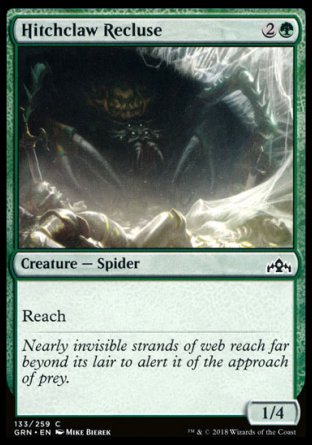 Hitchclaw Recluse 2
Creature — Spider
Reach
Nearly invisible strands of web reach far
beyond its lair to alert it of the approach
of prey.
1/4
133/259 C
GRN • EN Mike Bierek
™ & © 2018 Wizards of the Coast